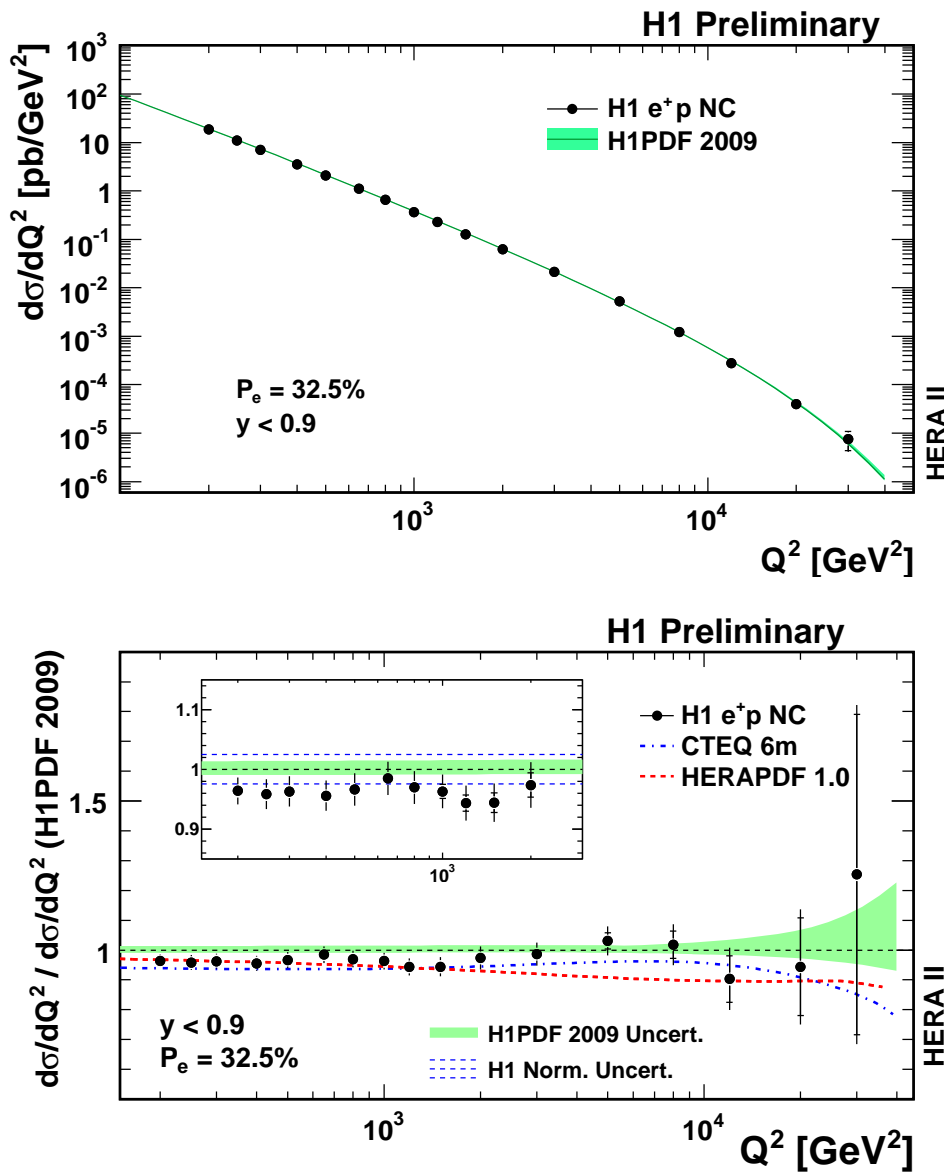 H1 Preliminary
dσ/dQ² [pb/GeV²]
10³
10²
10
1
10⁻¹
10⁻²
10⁻³
10⁻⁴
10⁻⁵
10⁻⁶
H1 e⁺p NC
H1PDF 2009
Pₑ = 32.5%
y < 0.9
HERA II
10³
10⁴
Q² [GeV²]
H1 Preliminary
dσ/dQ² / dσ/dQ² (H1PDF 2009)
1.5
1
1.1
1
0.9
10³
H1 e⁺p NC
CTEQ 6m
HERAPDF 1.0
y < 0.9
Pₑ = 32.5%
H1PDF 2009 Uncert.
H1 Norm. Uncert.
HERA II
10³
10⁴
Q² [GeV²]